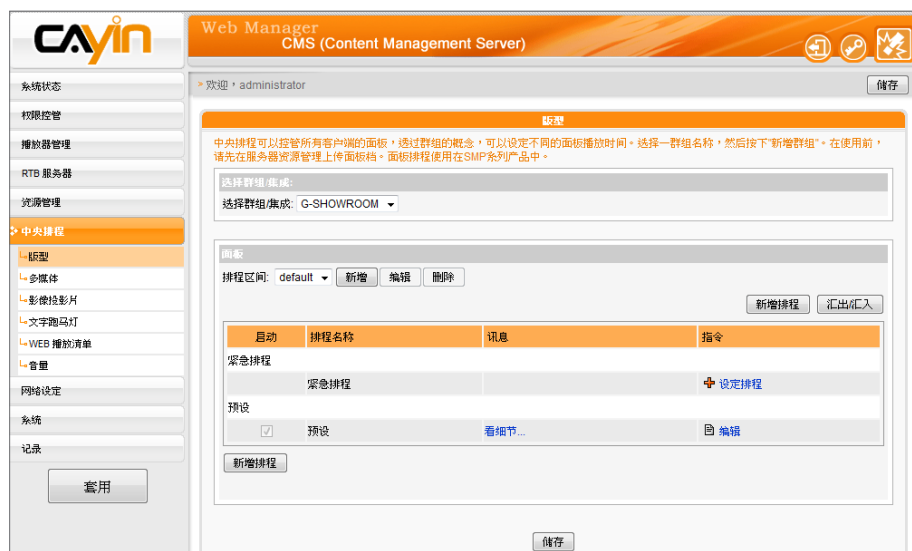 CAYIN
Web Manager
CMS (Content Management Server)
系统状态
权限控管
播放器管理
RTB 服务器
资源管理
中央排程
版型
多媒体
影像投影片
文字跑马灯
WEB 播放清单
音量
网络设定
系统
记录
套用
欢迎，administrator
储存
版型
中央排程可以控管所有客户端的面板，透过群组的概念，可以设定不同的面板播放时间。选择一群组名称，然后按下"新增群组"。在使用前，
请先在服务器资源管理上传面板档。面板排程使用在SMP系列产品中。
选择群组/集成:
选择群组/集成: G-SHOWROOM
面板
排程区间: default 新增 编辑 删除
新增排程 汇出/汇入
启动 排程名称 讯息 指令
紧急排程
紧急排程 设定排程
预设
预设 看细节... 编辑
新增排程
储存